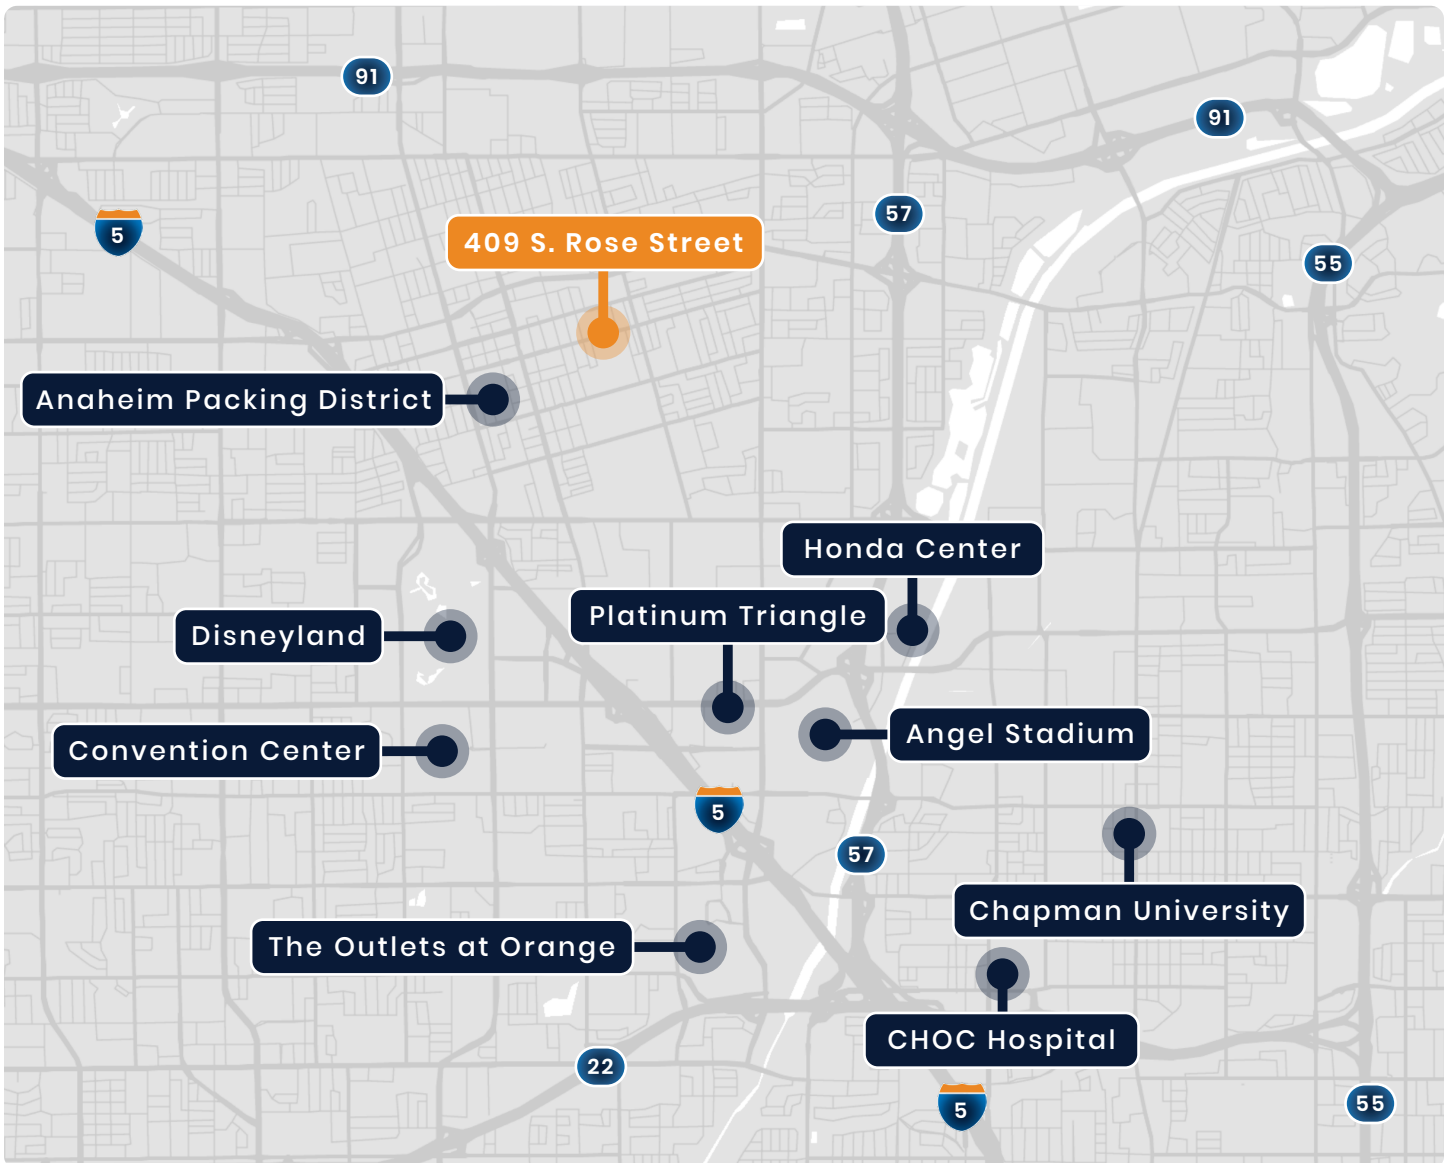 91
91
57
5
409 S. Rose Street
55
Anaheim Packing District
Honda Center
Platinum Triangle
Disneyland
Angel Stadium
Convention Center
5
57
Chapman University
The Outlets at Orange
CHOC Hospital
22
55
5